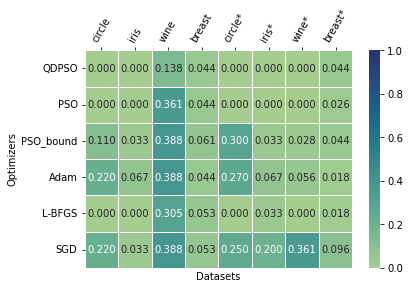 circle iris wine breast circle* iris* wine* breast*
QDPSO 0.000 0.000 0.138 0.044 0.000 0.000 0.000 0.044
PSO 0.000 0.000 0.361 0.044 0.000 0.000 0.000 0.026
PSO_bound 0.110 0.033 0.388 0.061 0.300 0.033 0.028 0.044
Adam 0.220 0.067 0.388 0.044 0.270 0.067 0.056 0.018
L-BFGS 0.000 0.000 0.305 0.053 0.000 0.033 0.000 0.018
SGD 0.220 0.033 0.388 0.053 0.250 0.200 0.361 0.096
Optimizers
Datasets
1.0
0.8
0.6
0.4
0.2
0.0